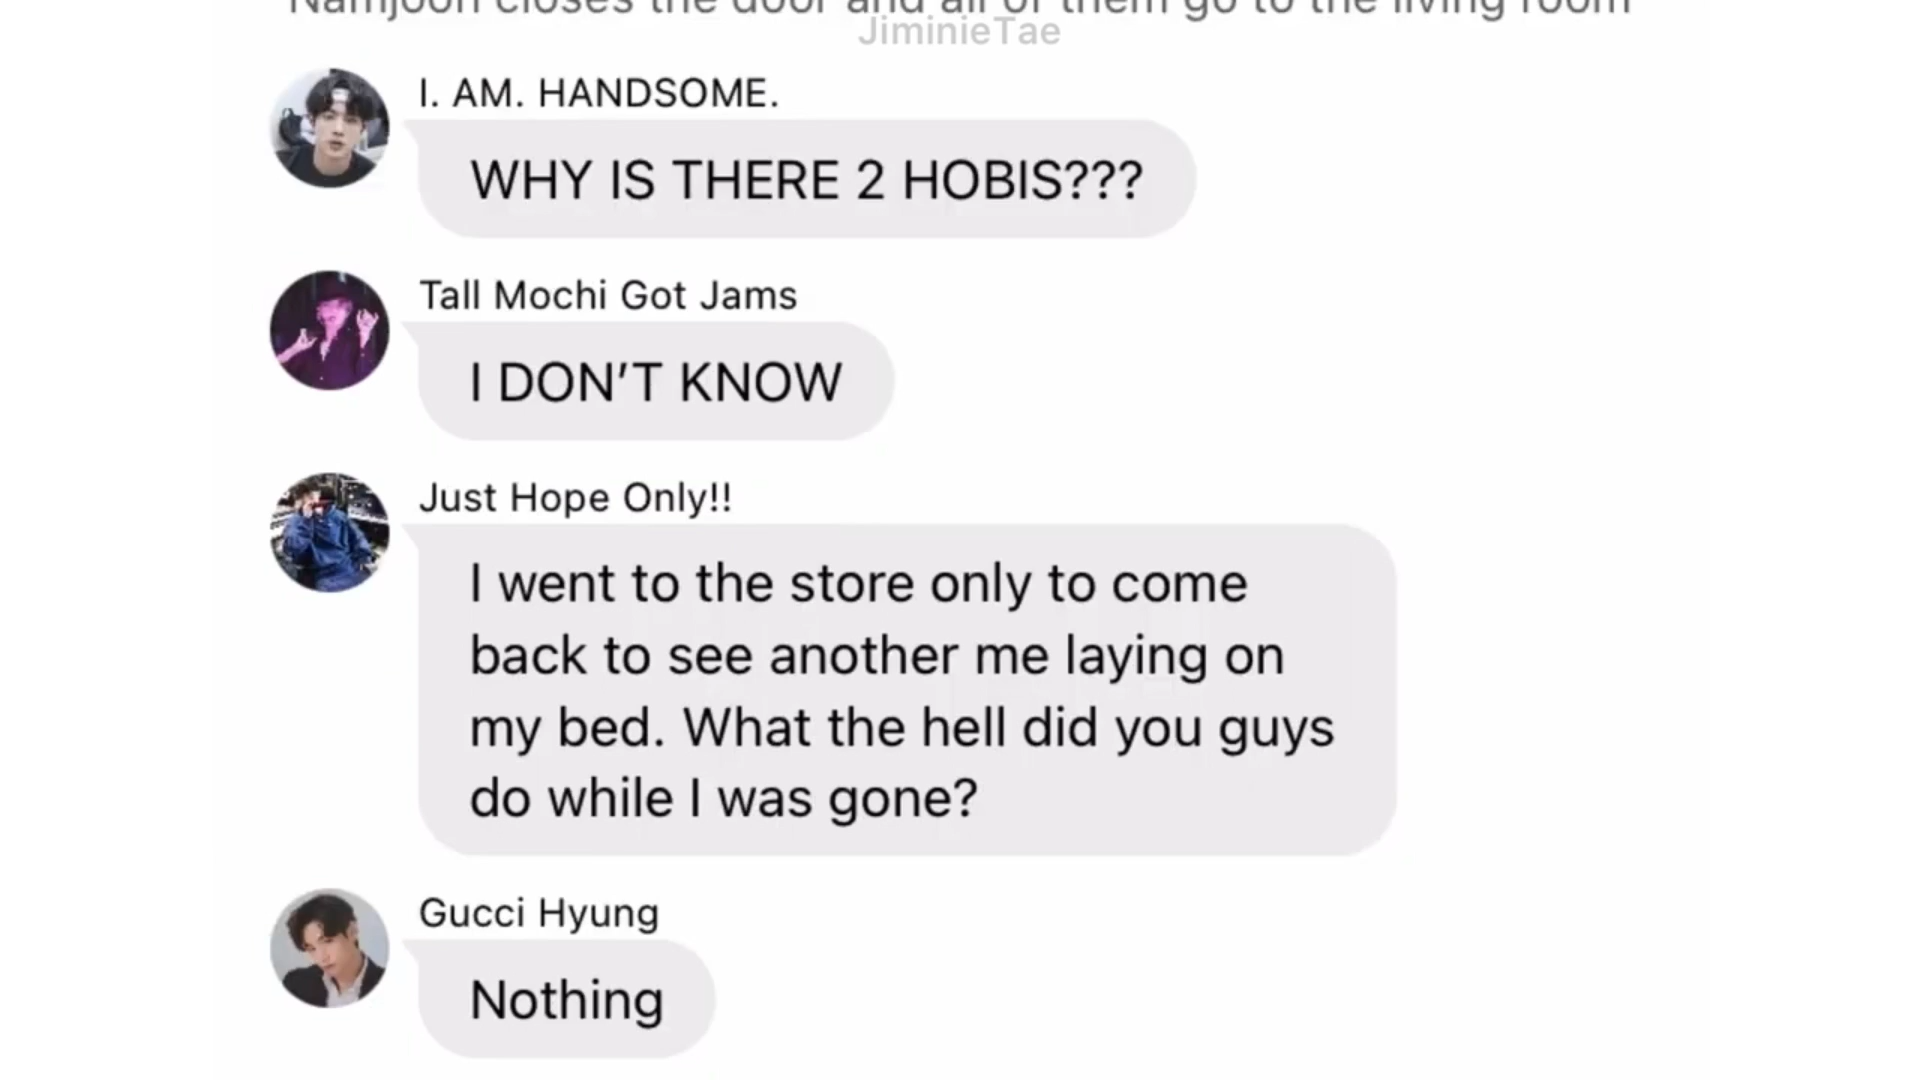 Namjoon closes the door and all of them go to the living room
JiminieTae
I. AM. HANDSOME.
WHY IS THERE 2 HOBIS???
Tall Mochi Got Jams
I DON'T KNOW
Just Hope Only!!
I went to the store only to come
back to see another me laying on
my bed. What the hell did you guys
do while I was gone?
Gucci Hyung
Nothing